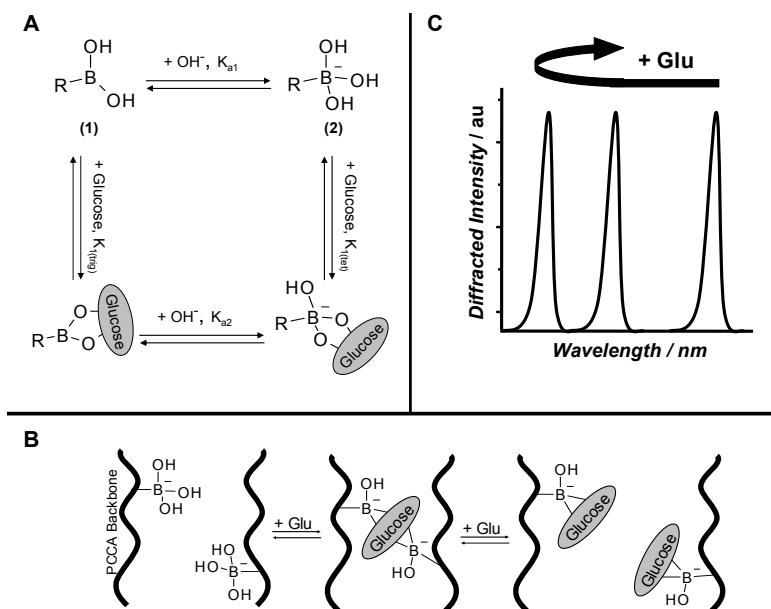 A
OH
B
R
OH
(1)
+ OH⁻, Kₐ₁
OH
B⁻
R
OH
OH
(2)
+ Glucose, K₁₍trig₎
+ Glucose, K₁₍tet₎
O
R
B
O
Glucose
+ OH⁻, Kₐ₂
HO
B⁻
R
O
O
Glucose
C
+ Glu
Diffracted Intensity / au
Wavelength / nm
B
PCCA Backbone
OH
B⁻
OH
OH
HO
HO
B⁻
OH
+ Glu
OH
B⁻
Glucose
B⁻
HO
+ Glu
OH
B⁻
Glucose
Glucose
B⁻
HO